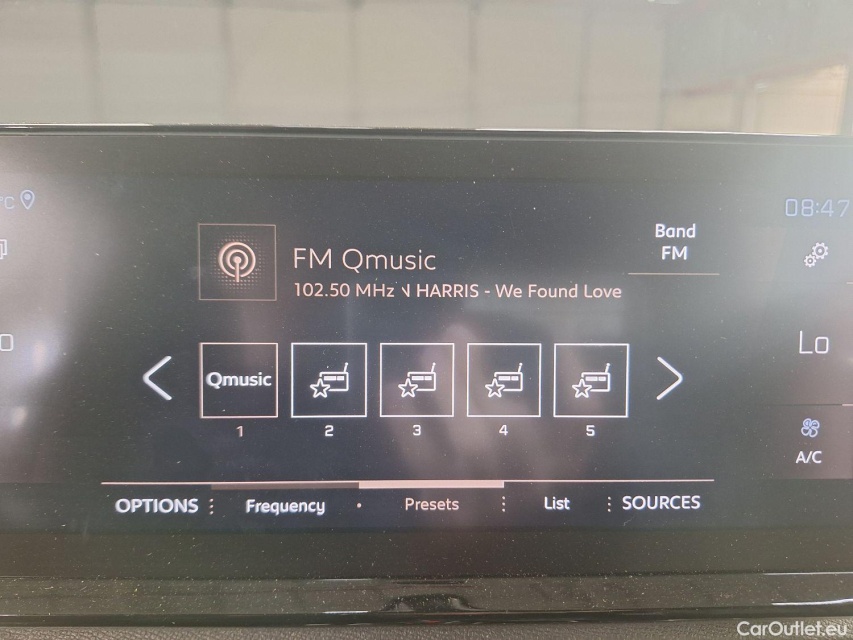 °C
08:47
Band
FM
FM Qmusic
102.50 MHz N HARRIS - We Found Love
Lo
Qmusic
1
2
3
4
5
A/C
OPTIONS
Frequency
Presets
List
SOURCES
CarOutlet.eu